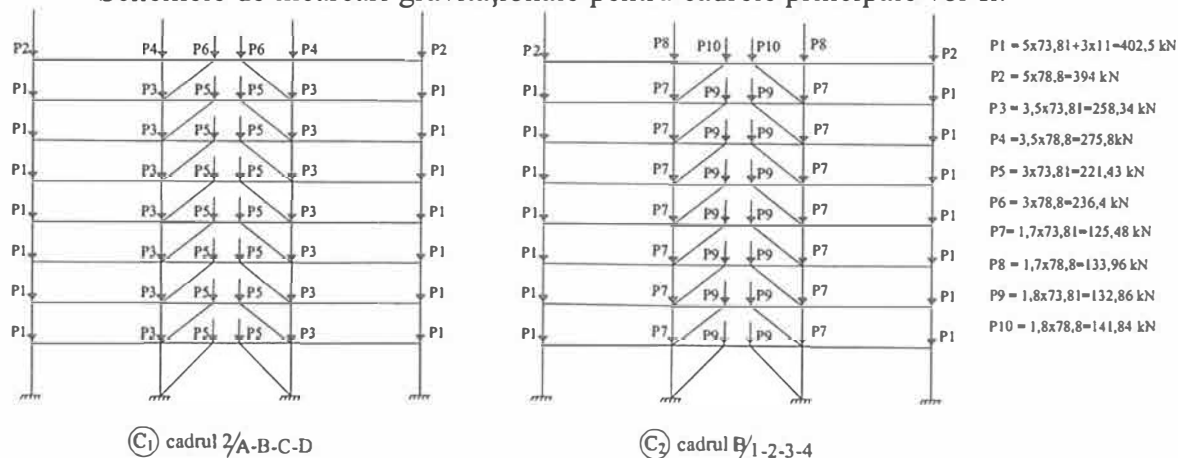 P2 P4 P6 P6 P4 P2 P2 P8 P10 P10 P8 P2
P1 P3 P5 P5 P3 P1 P1 P7 P9 P9 P7 P1
P1 P3 P5 P5 P3 P1 P1 P7 P9 P9 P7 P1
P1 P3 P5 P5 P3 P1 P1 P7 P9 P9 P7 P1
P1 P3 P5 P5 P3 P1 P1 P7 P9 P9 P7 P1
P1 P3 P5 P5 P3 P1 P1 P7 P9 P9 P7 P1
P1 P3 P5 P5 P3 P1 P1 P7 P9 P9 P7 P1
P1 P3 P5 P5 P3 P1 P1 P7 P9 P9 P7 P1
P1 = 5x73,81+3x11=402,5 kN
P2 = 5x78,8=394 kN
P3 = 3,5x73,81=258,34 kN
P4 =3,5x78,8=275,8kN
P5 = 3x73,81=221,43 kN
P6 = 3x78,8=236,4 kN
P7= 1,7x73,81=125,48 kN
P8 = 1,7x78,8=133,96 kN
P9 = 1,8x73,81=132,86 kN
P10 = 1,8x78,8=141,84 kN
C1 cadrul 2/A-B-C-D
C2 cadrul B/1-2-3-4